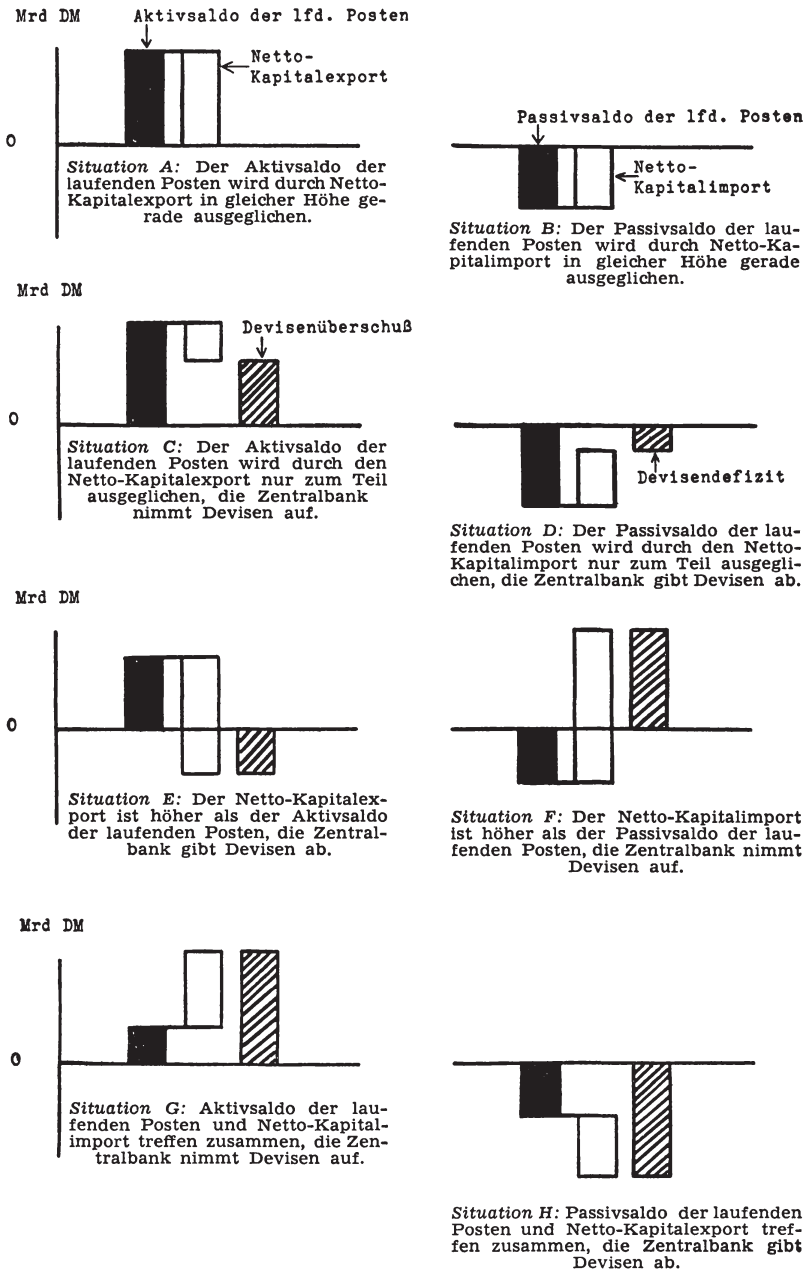 Mrd DM
Aktivsaldo der lfd. Posten
Netto-
Kapitalexport
0
Situation A: Der Aktivsaldo der
laufenden Posten wird durch Netto-
Kapitalexport in gleicher Höhe ge-
rade ausgeglichen.
Passivsaldo der lfd. Posten
Netto-
Kapitalimport
Situation B: Der Passivsaldo der lau-
fenden Posten wird durch Netto-Ka-
pitalimport in gleicher Höhe gerade
ausgeglichen.
Mrd DM
Devisenüberschuß
0
Situation C: Der Aktivsaldo der
laufenden Posten wird durch den
Netto-Kapitalexport nur zum Teil
ausgeglichen, die Zentralbank
nimmt Devisen auf.
Devisendefizit
Situation D: Der Passivsaldo der lau-
fenden Posten wird durch den Netto-
Kapitalimport nur zum Teil ausgegli-
chen, die Zentralbank gibt Devisen ab.
Mrd DM
0
Situation E: Der Netto-Kapitalex-
port ist höher als der Aktivsaldo
der laufenden Posten, die Zentral-
bank gibt Devisen ab.
Situation F: Der Netto-Kapitalimport
ist höher als der Passivsaldo der lau-
fenden Posten, die Zentralbank nimmt
Devisen auf.
Mrd DM
0
Situation G: Aktivsaldo der lau-
fenden Posten und Netto-Kapital-
import treffen zusammen, die Zen-
tralbank nimmt Devisen auf.
Situation H: Passivsaldo der laufenden
Posten und Netto-Kapitalexport tref-
fen zusammen, die Zentralbank gibt
Devisen ab.